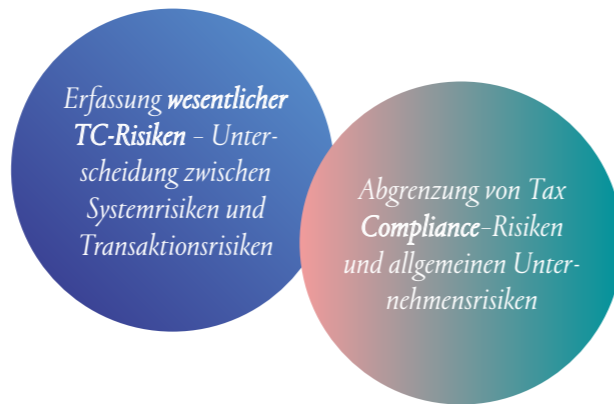 Erfassung wesentlicher
TC-Risiken – Unter-
scheidung zwischen
Systemrisiken und
Transaktionsrisiken
Abgrenzung von Tax
Compliance-Risiken
und allgemeinen Unter-
nehmensrisiken